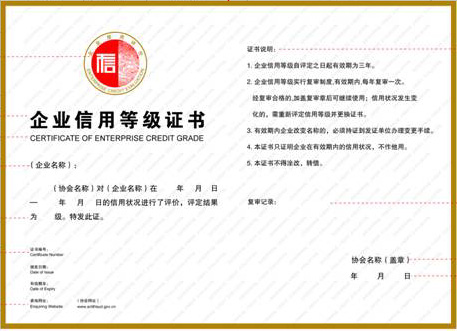 信
ENTERPRISE CREDIT EVALUATION
企业信用等级证书
CERTIFICATE OF ENTERPRISE CREDIT GRADE
（企业名称）：
（协会名称）对（企业名称）在 年 月 日
— 年 月 日的信用状况进行了评价，评定结果
为 级。特发此证。
证书编号：
Certificate Number
颁发日期：
Date of Issue
有效期至：
Date of Expiry
查询网址： （协会网址）
Enquiring Website
证书说明：
1. 企业信用等级自评定之日起有效期为三年。
2. 企业信用等级实行复审制度,有效期内,每年复审一次。
经复审合格的,加盖复审章后可继续使用；信用状况发生变
化的，需重新评定信用等级并更换证书。
3. 有效期内企业改变名称的，必须持证到发证单位办理变更手续。
4. 本证书只证明企业在有效期内的信用状况，不作他用。
5. 本证书不得涂改，转借。
复审记录：
协会名称（盖章）
年 月 日